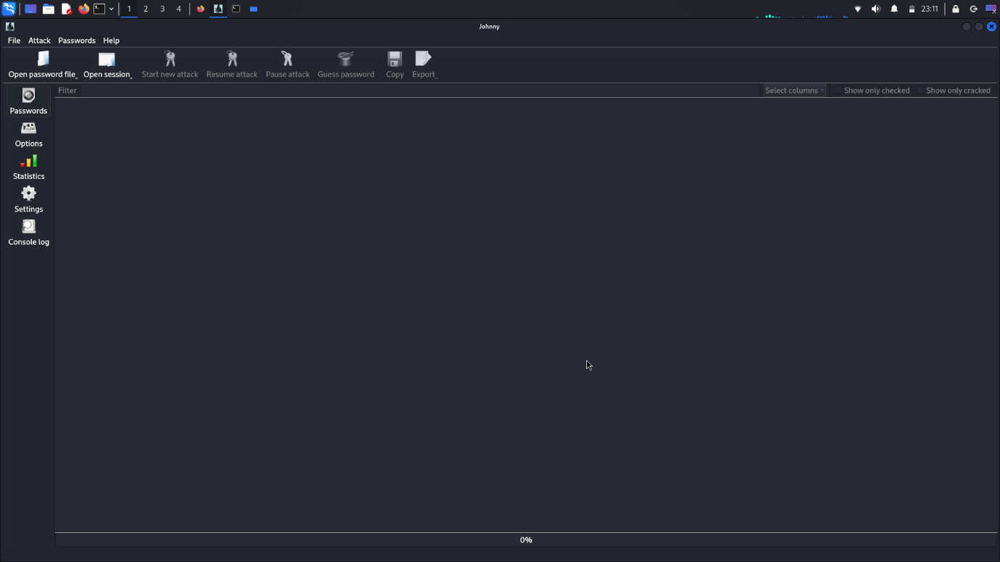 1 2 3 4 23:11
Johnny
File Attack Passwords Help
Open password file Open session Start new attack Resume attack Pause attack Guess password Copy Export
Filter Select columns Show only checked Show only cracked
Passwords
Options
Statistics
Settings
Console log
0%